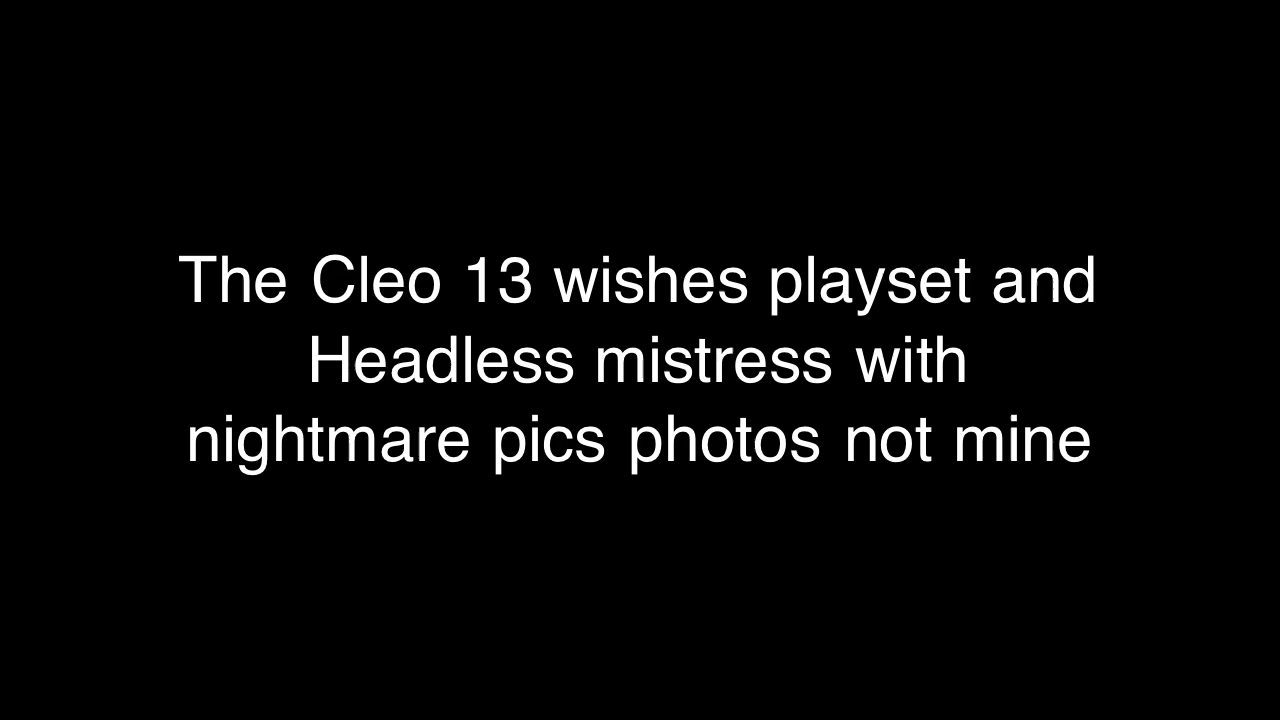 The Cleo 13 wishes playset and
Headless mistress with
nightmare pics photos not mine